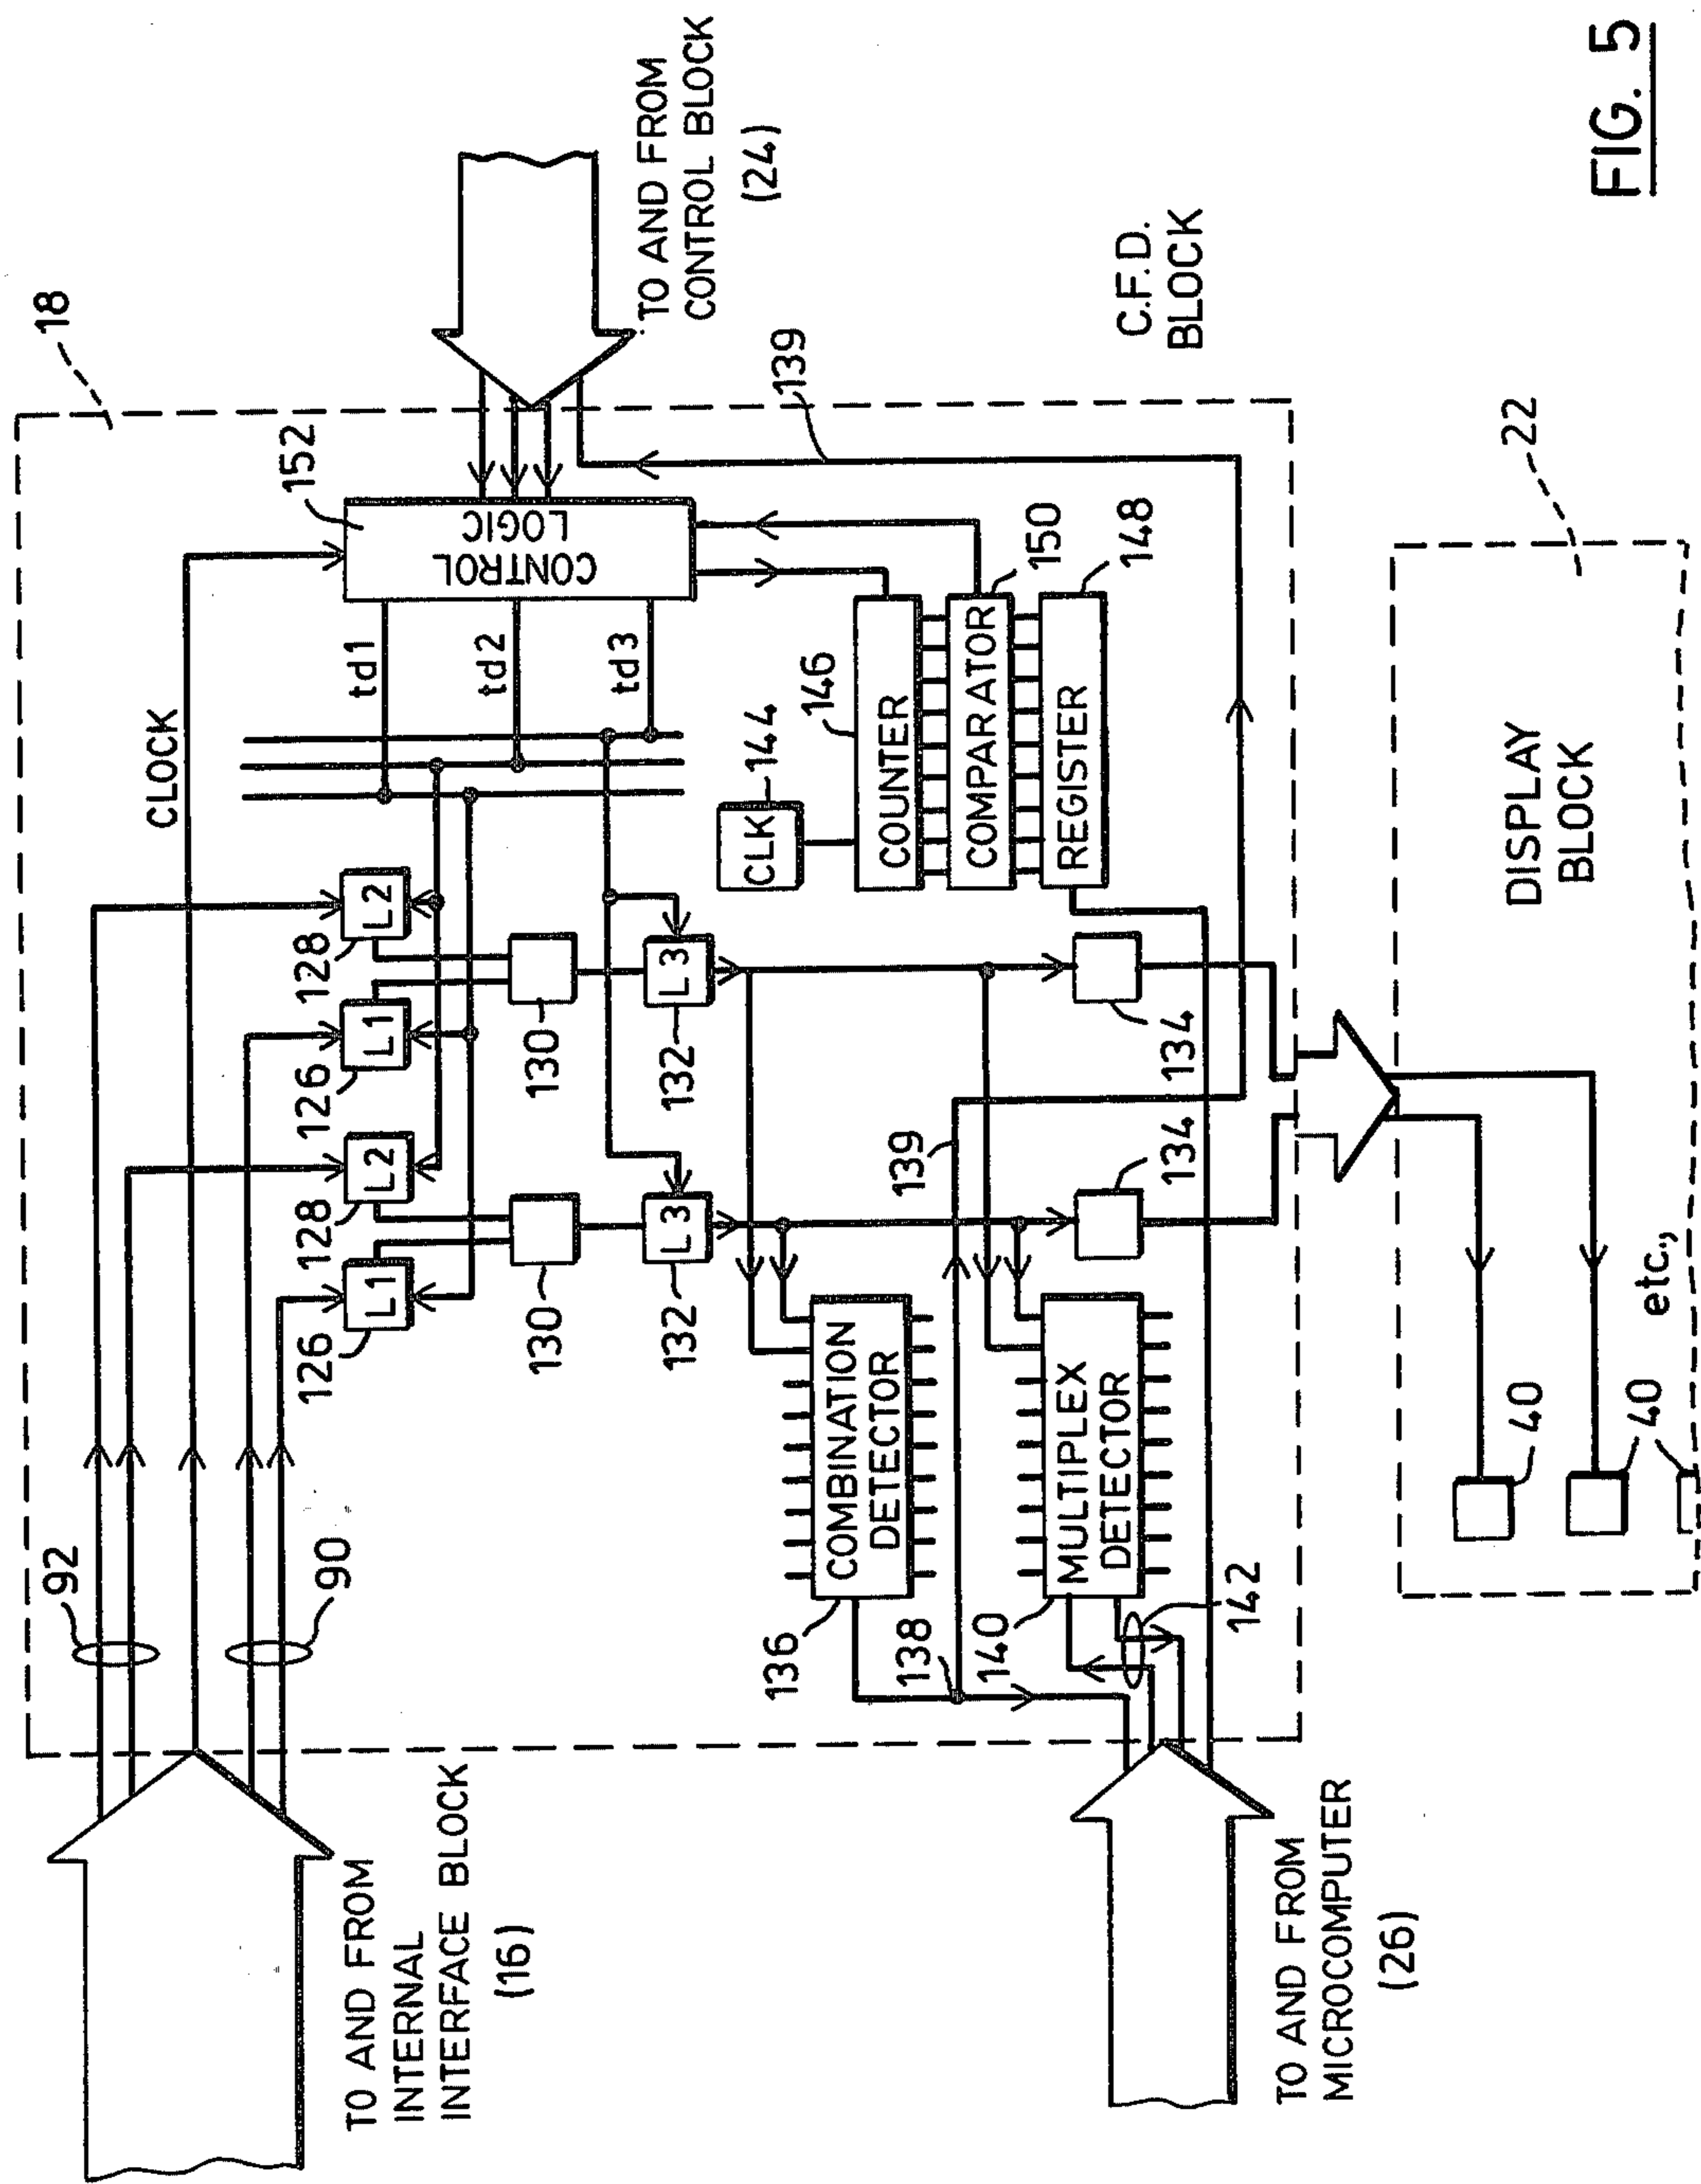 18
92
CLOCK
152
TO AND FROM
INTERNAL
INTERFACE BLOCK
(16)
90
126
L1
128
L2
126
L1
128
L2
td1
td2
td3
CONTROL
LOGIC
TO AND FROM
CONTROL BLOCK
(24)
130
130
132
L3
132
L3
CLK
144
146
COUNTER
COMPARATOR
150
REGISTER
148
139
136
COMBINATION
DETECTOR
138
139
140
MULTIPLEX
DETECTOR
142
134
134
C.F.D.
BLOCK
TO AND FROM
MICROCOMPUTER
(26)
22
DISPLAY
BLOCK
40
40
etc.,
FIG. 5